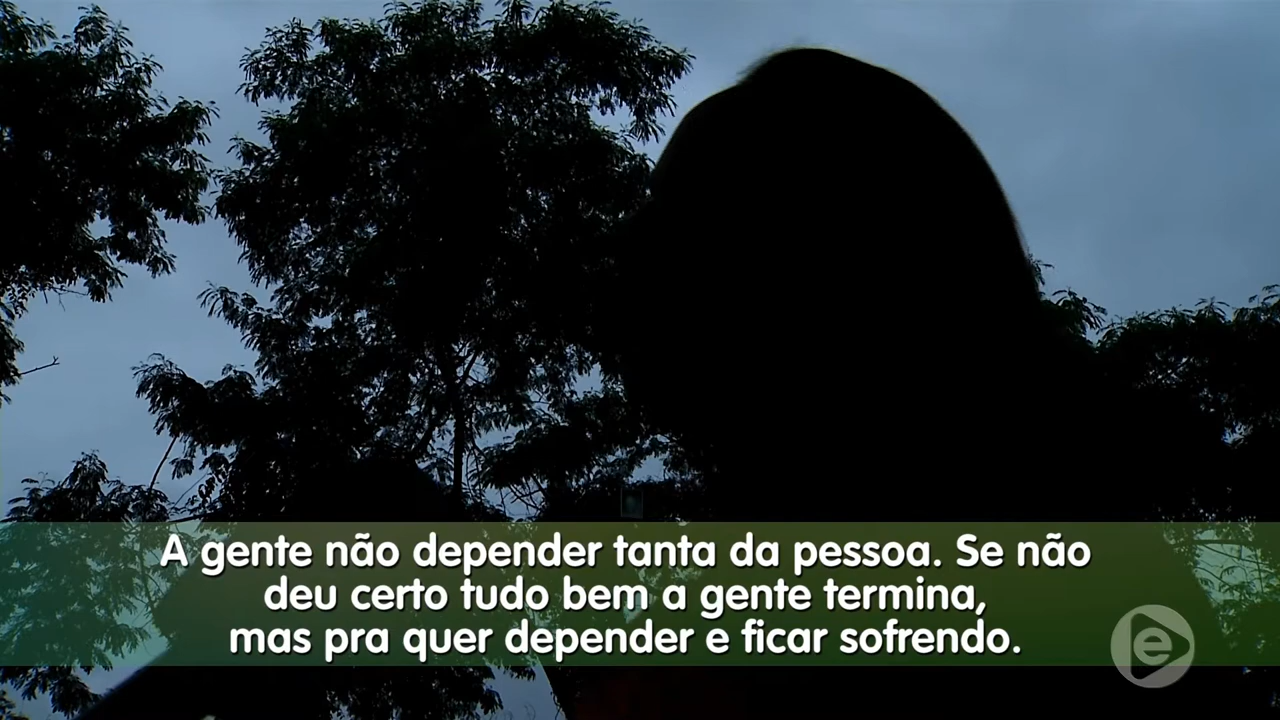 A gente não depender tanta da pessoa. Se não
deu certo tudo bem a gente termina,
mas pra quer depender e ficar sofrendo.
e